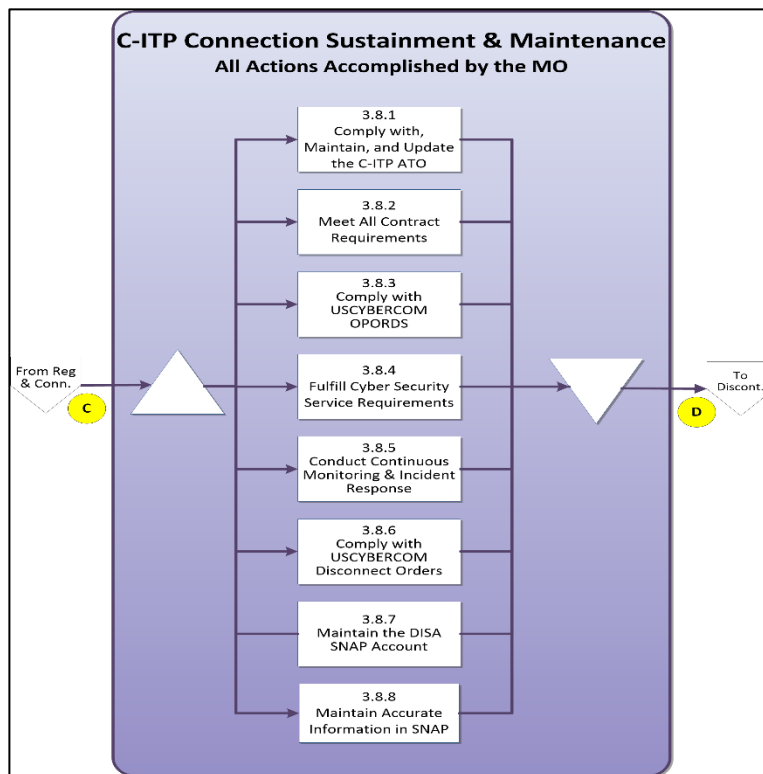 C-ITP Connection Sustainment & Maintenance
All Actions Accomplished by the MO
3.8.1
Comply with,
Maintain, and Update
the C-ITP ATO
3.8.2
Meet All Contract
Requirements
3.8.3
Comply with
USCYBERCOM
OPORDS
From Reg
& Conn.
C
3.8.4
Fulfill Cyber Security
Service Requirements
To
Discont.
D
3.8.5
Conduct Continuous
Monitoring & Incident
Response
3.8.6
Comply with
USCYBERCOM
Disconnect Orders
3.8.7
Maintain the DISA
SNAP Account
3.8.8
Maintain Accurate
Information in SNAP